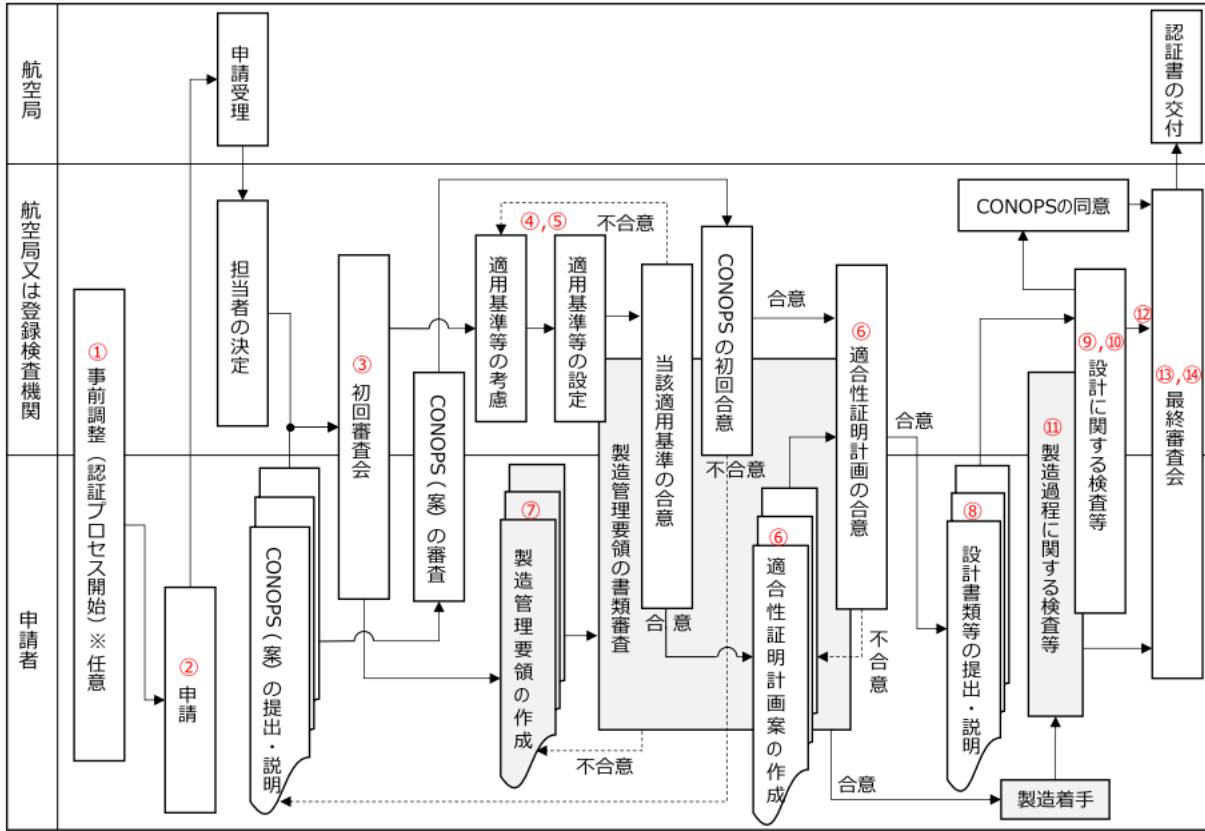 航空局
申請受理
認証書の交付
航空局又は登録検査機関
担当者の決定
③ 初回審査会
CONOPS(案)の審査
④,⑤
不合意
適用基準等の考慮
適用基準等の設定
当該適用基準の合意
合 意
CONOPS の初回合意
合意
不合意
⑥ 適合性証明計画の合意
合意
不合意
CONOPSの同意
⑨,⑩ 設計に関する検査等
⑫
⑪ 製造過程に関する検査等
⑬,⑭ 最終審査会
申請者
① 事前調整(認証プロセス開始)※任意
② 申請
CONOPS(案)の提出・説明
⑦ 製造管理要領の作成
製造管理要領の書類審査
不合意
⑥ 適合性証明計画案の作成
合意
⑧ 設計書類等の提出・説明
製造着手